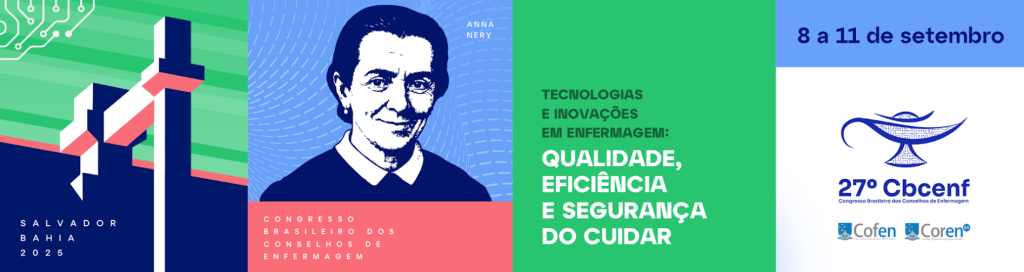 SALVADOR
BAHIA
2025
ANNA
NERY
CONGRESSO
BRASILEIRO DOS
CONSELHOS DE
ENFERMAGEM
TECNOLOGIAS
E INOVAÇÕES
EM ENFERMAGEM:
QUALIDADE,
EFICIÊNCIA
E SEGURANÇA
DO CUIDAR
8 a 11 de setembro
27º Cbcenf
Congresso Brasileiro dos Conselhos de Enfermagem
Cofen
Coren